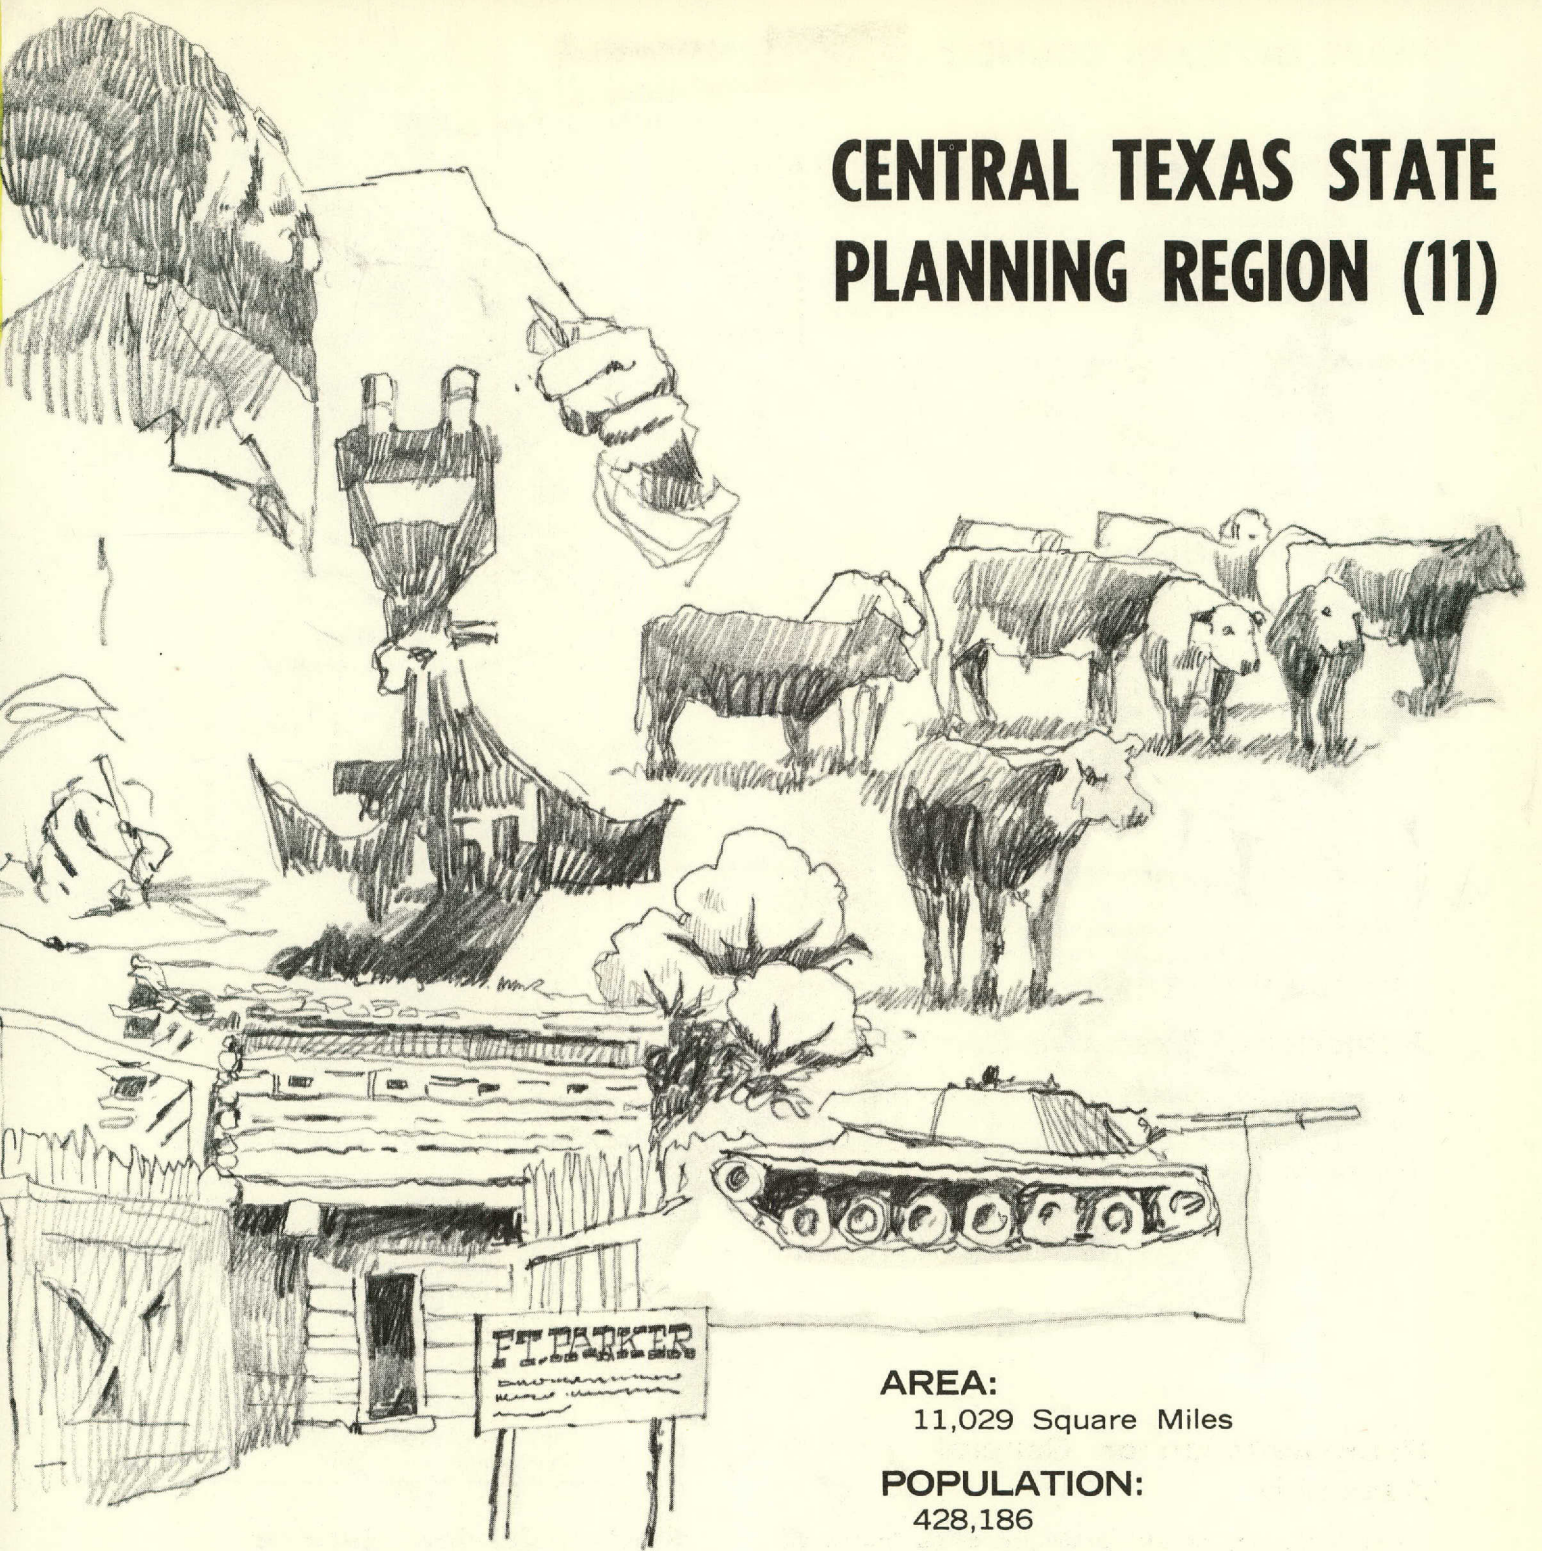 CENTRAL TEXAS STATE
PLANNING REGION (11)
FT. PARKER
AREA:
11,029 Square Miles
POPULATION:
428,186